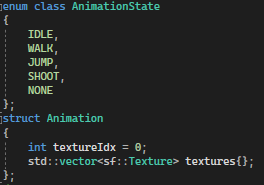 enum class AnimationState
{
    IDLE,
    WALK,
    JUMP,
    SHOOT,
    NONE
};
struct Animation
{
    int textureIdx = 0;
    std::vector<sf::Texture> textures{};
};